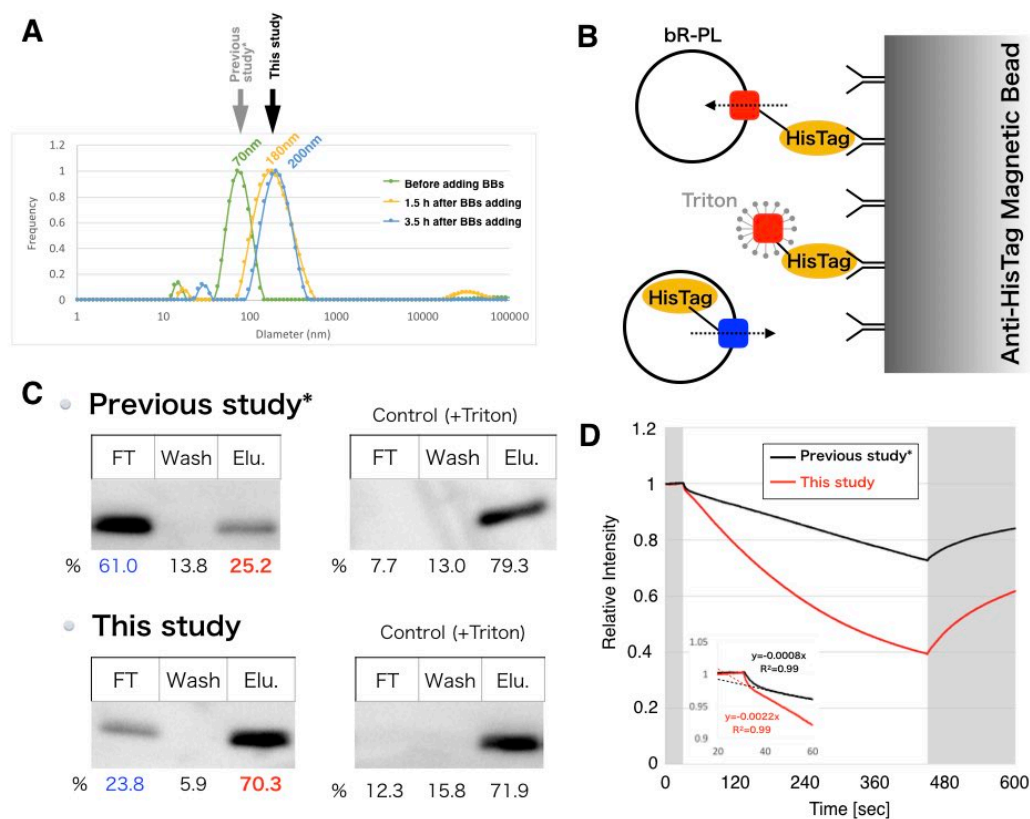 A
Previous
study*
This study
70nm
180nm
200nm
Before adding BBs
1.5 h after BBs adding
3.5 h after BBs adding
Frequency
1.2
1
0.8
0.6
0.4
0.2
0
1
10
100
1000
10000
100000
Diameter (nm)
B
bR-PL
HisTag
Triton
HisTag
HisTag
Anti-HisTag Magnetic Bead
C
Previous study*
FT Wash Elu.
% 61.0 13.8 25.2
Control (+Triton)
FT Wash Elu.
% 7.7 13.0 79.3
This study
FT Wash Elu.
% 23.8 5.9 70.3
Control (+Triton)
FT Wash Elu.
% 12.3 15.8 71.9
D
Previous study*
This study
Relative Intensity
1.2
1
0.8
0.6
0.4
0.2
0
1.05
1
0.95
0.9
20 40 60
y=-0.0008x
R²=0.99
y=-0.0022x
R²=0.99
0 120 240 360 480 600
Time [sec]